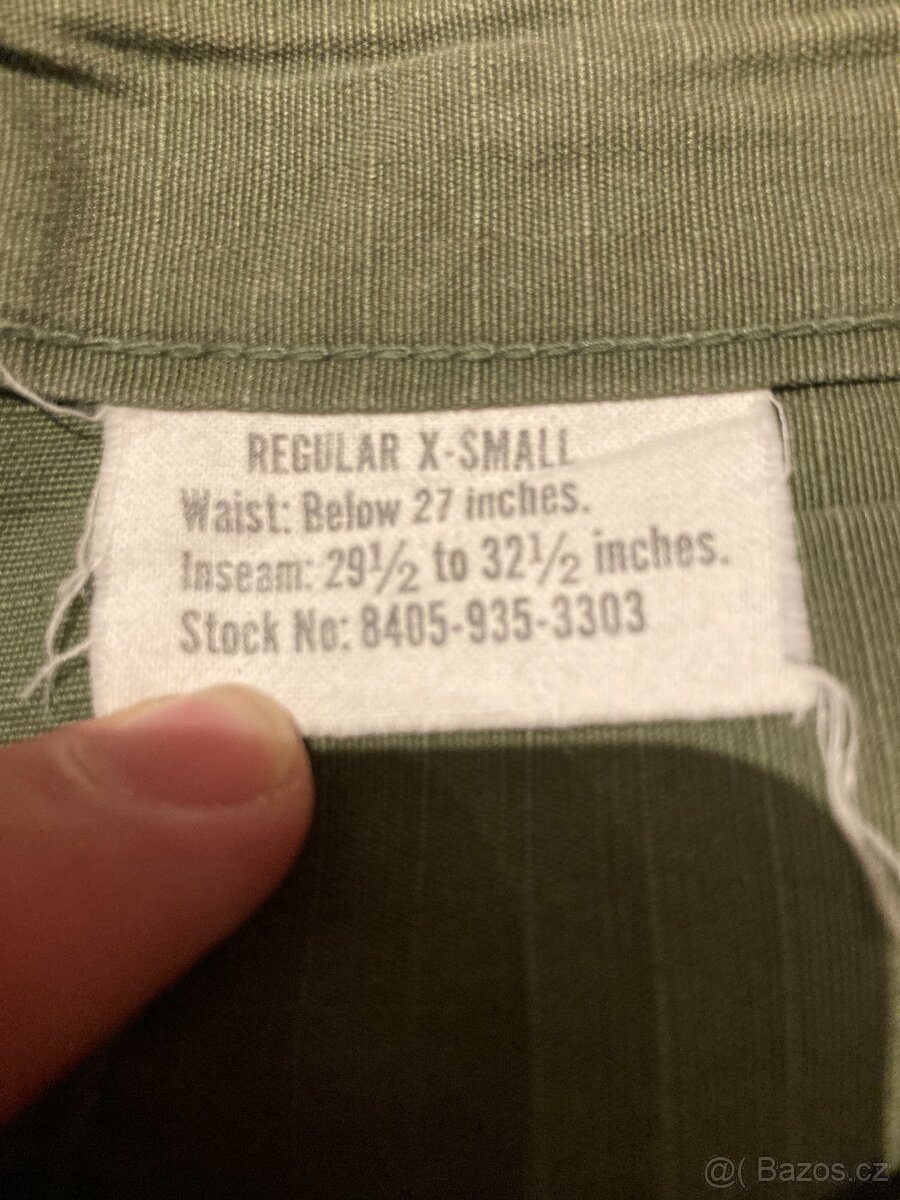 REGULAR X-SMALL
Waist: Below 27 inches.
Inseam: 29½ to 32½ inches.
Stock No: 8405-935-3303
@( Bazos.cz